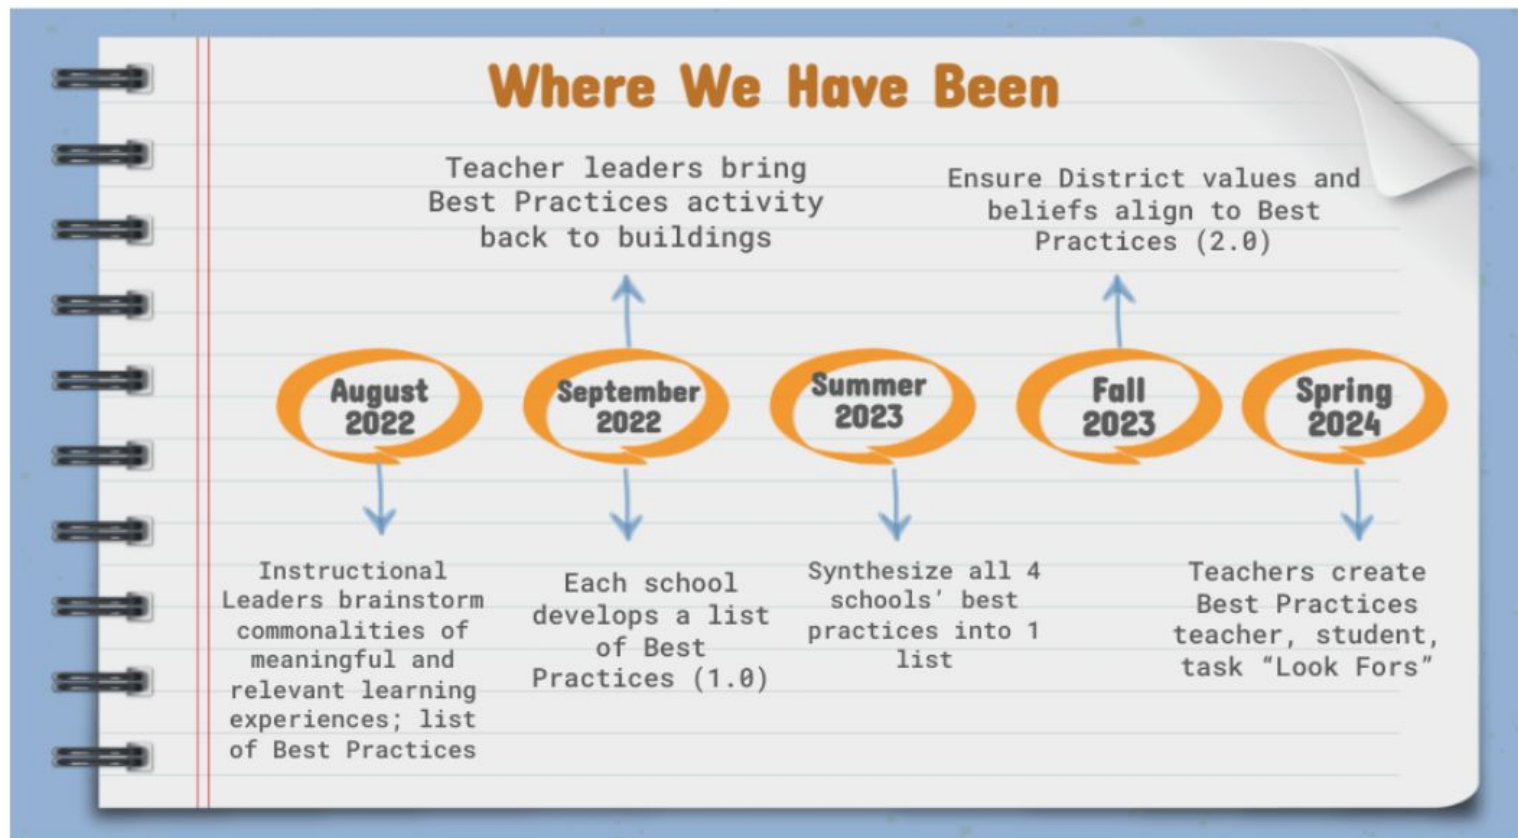 Where We Have Been
Teacher leaders bring
Best Practices activity
back to buildings
Ensure District values and
beliefs align to Best
Practices (2.0)
August
2022
September
2022
Summer
2023
Fall
2023
Spring
2024
Instructional
Leaders brainstorm
commonalities of
meaningful and
relevant learning
experiences; list
of Best Practices
Each school
develops a list
of Best
Practices (1.0)
Synthesize all 4
schools’ best
practices into 1
list
Teachers create
Best Practices
teacher, student,
task “Look Fors”